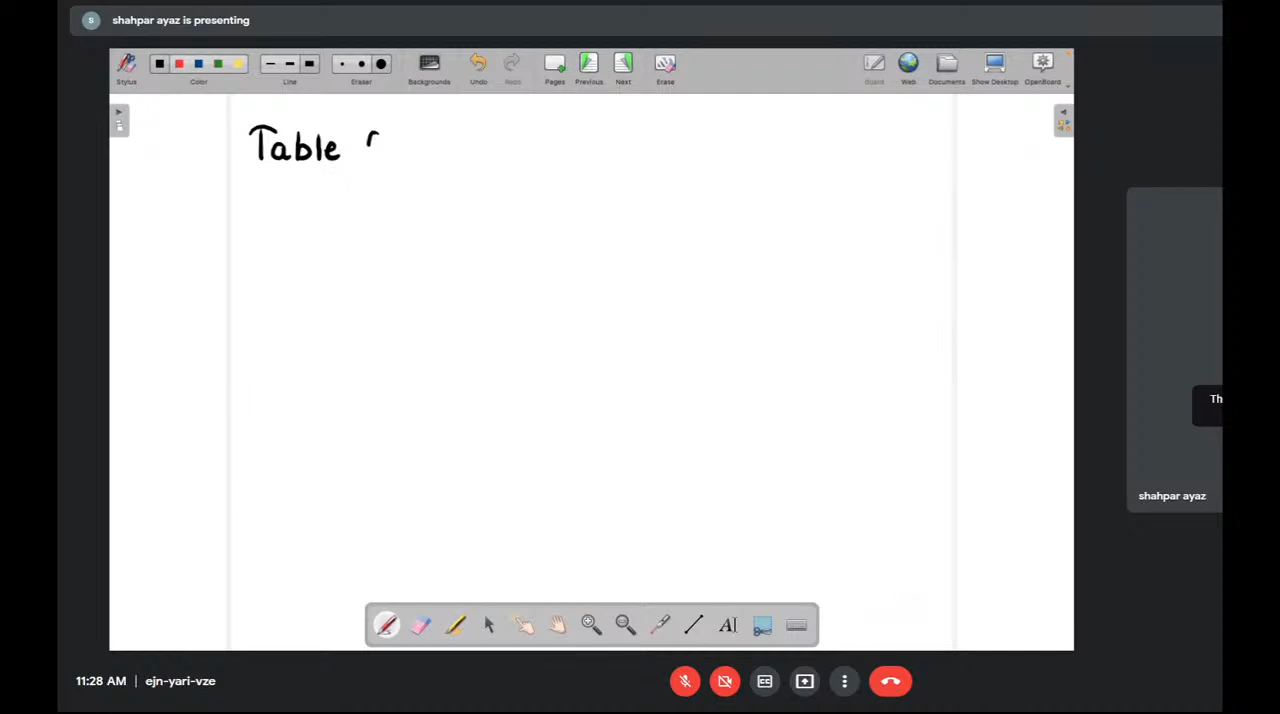 s shahpar ayaz is presenting
Stylus Color Line Eraser Backgrounds Undo Redo Pages Previous Next Erase Board Web Documents Show Desktop OpenBoard
Table
AI
Th
shahpar ayaz
11:28 AM | ejn-yari-vze